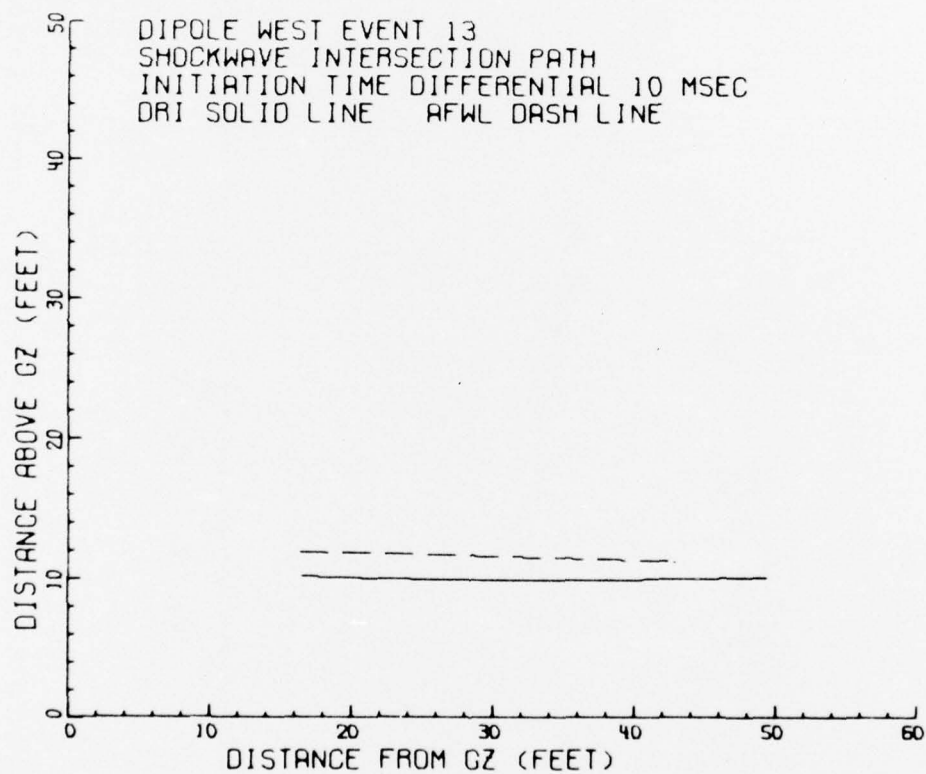 DIPOLE WEST EVENT 13
SHOCKWAVE INTERSECTION PATH
INITIATION TIME DIFFERENTIAL 10 MSEC
DRI SOLID LINE AFWL DASH LINE
50
40
30
20
10
0
DISTANCE ABOVE GZ (FEET)
0 10 20 30 40 50 60
DISTANCE FROM GZ (FEET)